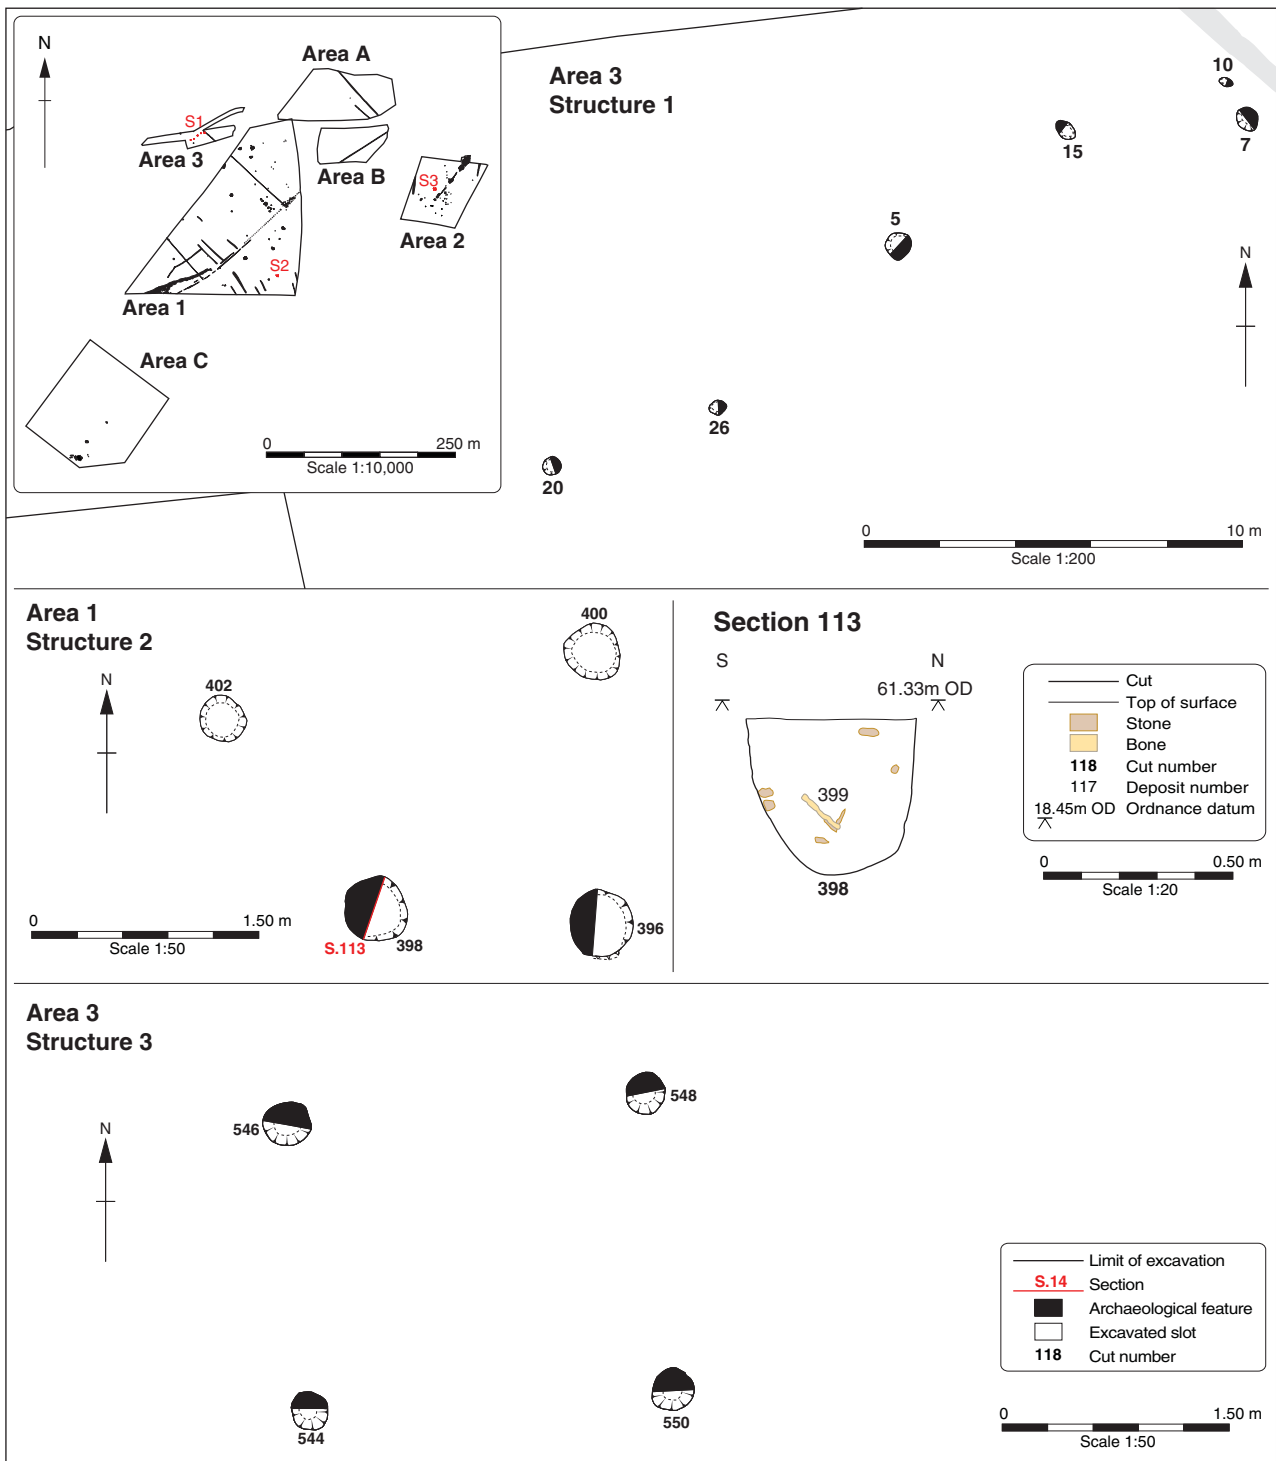 N
Area A
S1
Area 3
Area B
S3
Area 2
S2
Area 1
Area C
0 250 m
Scale 1:10,000
Area 3
Structure 1
10
7
15
5
N
26
20
0 10 m
Scale 1:200
Area 1
Structure 2
400
402
N
0 1.50 m
Scale 1:50
S.113
398
396
Section 113
S N
61.33m OD
399
398
Cut
Top of surface
Stone
Bone
118 Cut number
117 Deposit number
18.45m OD Ordnance datum
0 0.50 m
Scale 1:20
Area 3
Structure 3
548
546
N
544
550
Limit of excavation
S.14 Section
Archaeological feature
Excavated slot
118 Cut number
0 1.50 m
Scale 1:50